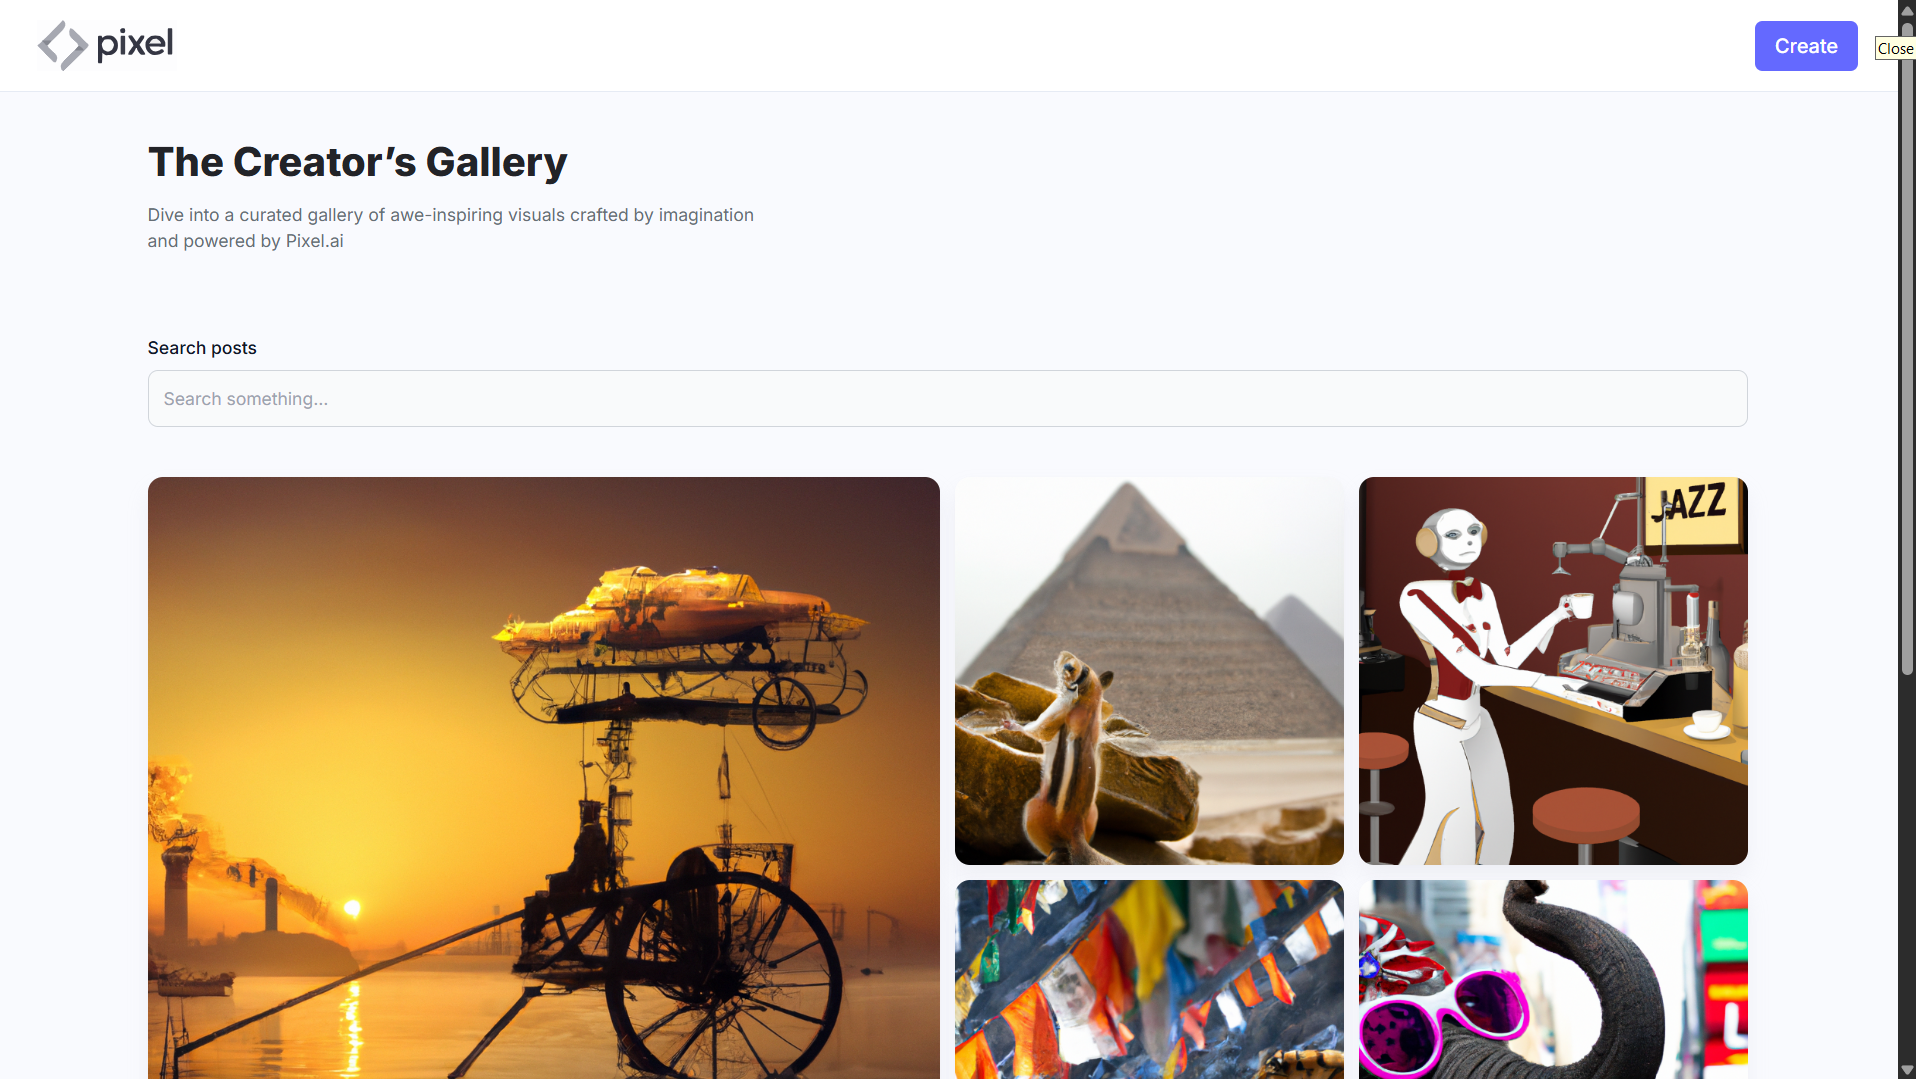 pixel
Create
Close
The Creator’s Gallery
Dive into a curated gallery of awe-inspiring visuals crafted by imagination
and powered by Pixel.ai
Search posts
Search something...
JAZZ